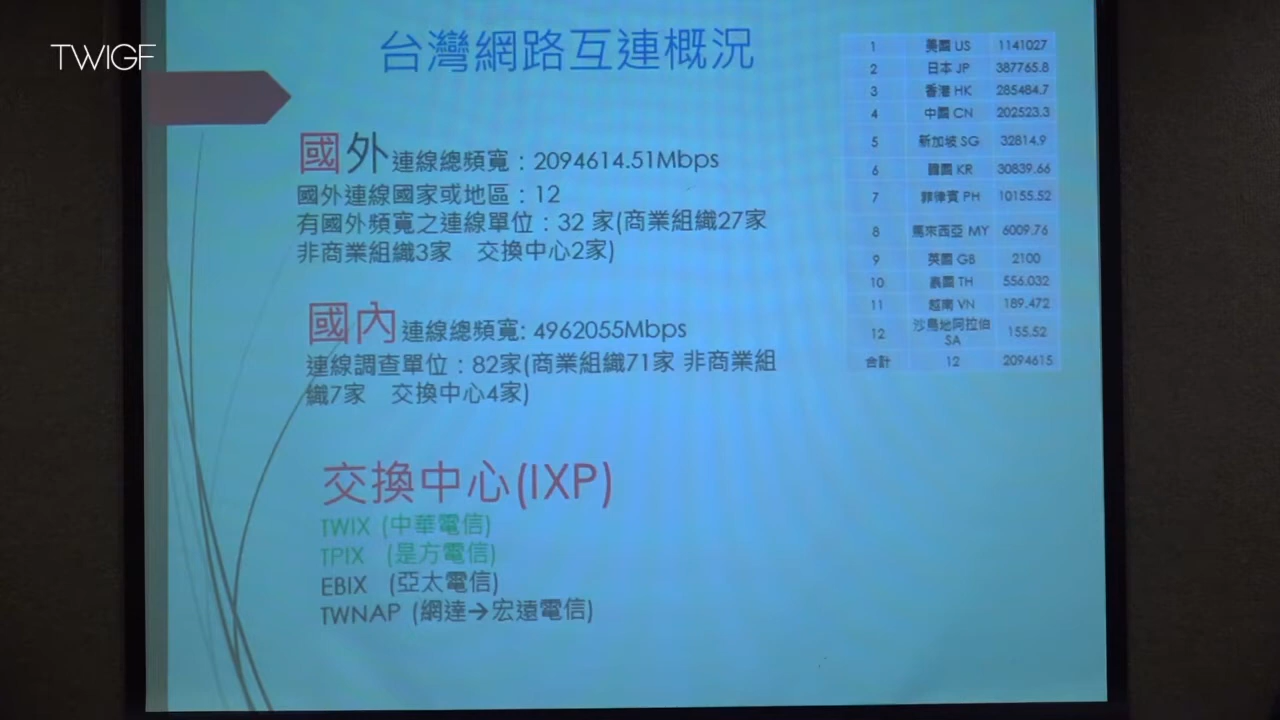 TWIGF
台灣網路互連概況
國外連線總頻寬：2094614.51Mbps
國外連線國家或地區：12
有國外頻寬之連線單位：32 家(商業組織27家
非商業組織3家 交換中心2家)
國內連線總頻寬: 4962055Mbps
連線調查單位：82家(商業組織71家 非商業組
織7家 交換中心4家)
交換中心(IXP)
TWIX (中華電信)
TPIX (是方電信)
EBIX (亞太電信)
TWNAP (網達→宏遠電信)
1 美國 US 1141027
2 日本 JP 387765.8
3 香港 HK 285484.7
4 中國 CN 202523.3
5 新加坡 SG 32814.9
6 韓國 KR 30839.66
7 菲律賓 PH 10155.52
8 馬來西亞 MY 6009.76
9 英國 GB 2100
10 泰國 TH 556.032
11 越南 VN 189.472
12 沙烏地阿拉伯 155.52
SA
合計 12 2094615